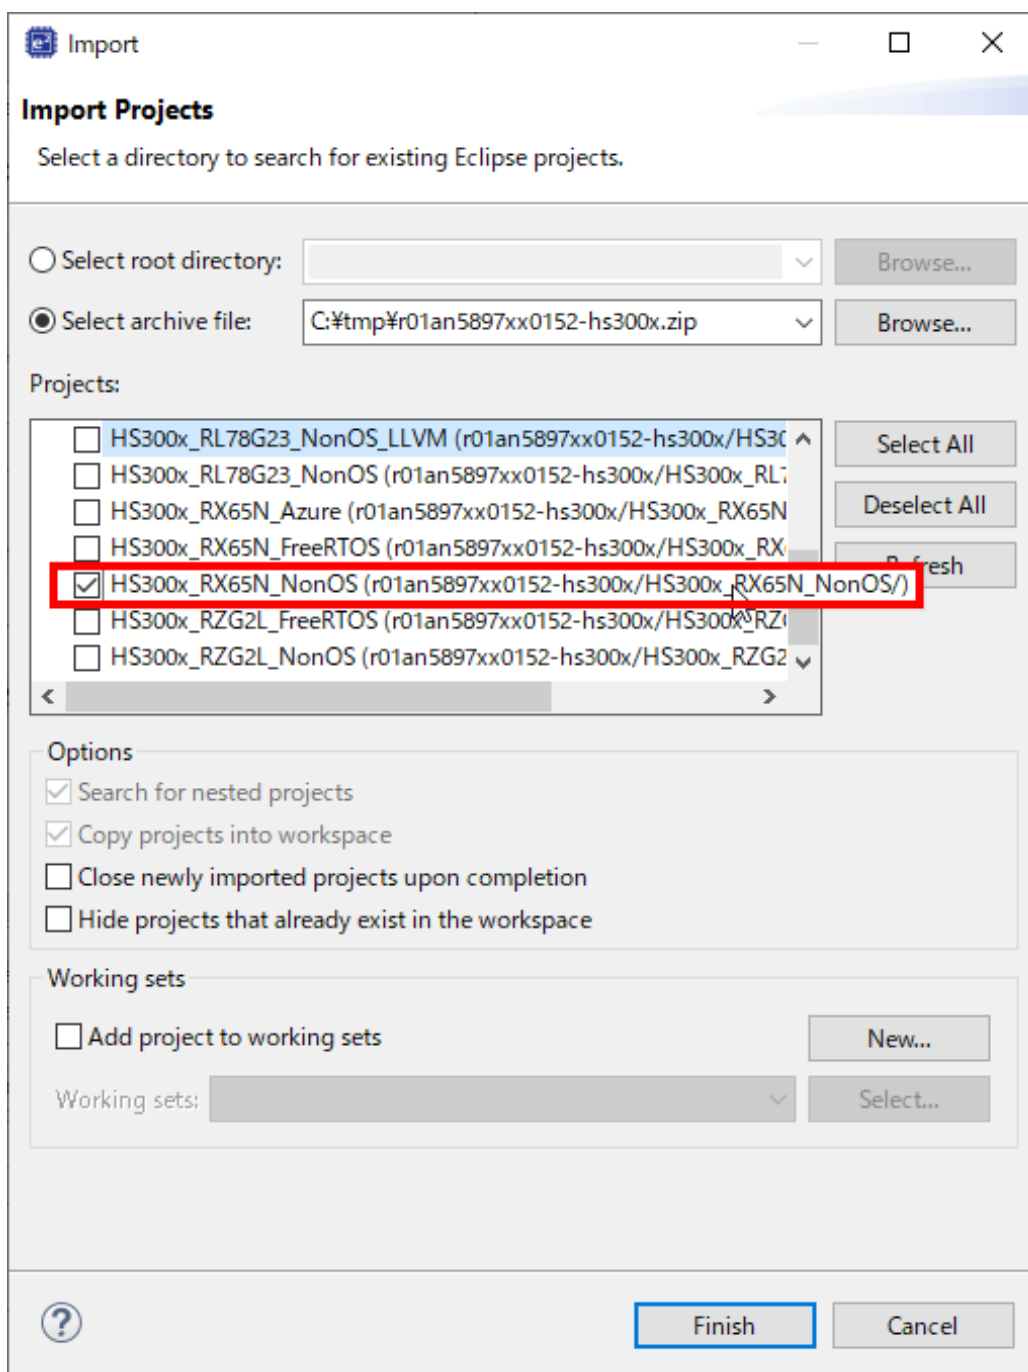 Import
Import Projects
Select a directory to search for existing Eclipse projects.
Select root directory:
Browse...
Select archive file:
C:¥tmp¥r01an5897xx0152-hs300x.zip
Browse...
Projects:
HS300x_RL78G23_NonOS_LLVM (r01an5897xx0152-hs300x/HS30
Select All
HS300x_RL78G23_NonOS (r01an5897xx0152-hs300x/HS300x_RL7
HS300x_RX65N_Azure (r01an5897xx0152-hs300x/HS300x_RX65N
Deselect All
HS300x_RX65N_FreeRTOS (r01an5897xx0152-hs300x/HS300x_RX
Refresh
HS300x_RX65N_NonOS (r01an5897xx0152-hs300x/HS300x_RX65N_NonOS/)
HS300x_RZG2L_FreeRTOS (r01an5897xx0152-hs300x/HS300x_RZ
HS300x_RZG2L_NonOS (r01an5897xx0152-hs300x/HS300x_RZG2
Options
Search for nested projects
Copy projects into workspace
Close newly imported projects upon completion
Hide projects that already exist in the workspace
Working sets
Add project to working sets
New...
Working sets:
Select...
Finish
Cancel